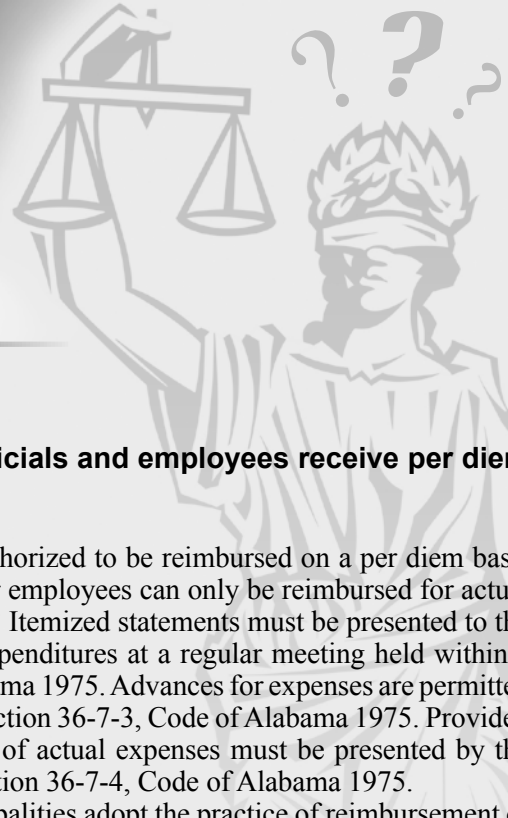 ? ? ?
icials and employees receive per dier
thorized to be reimbursed on a per diem bas
y employees can only be reimbursed for actu
. Itemized statements must be presented to th
penditures at a regular meeting held within
ama 1975. Advances for expenses are permitte
ction 36-7-3, Code of Alabama 1975. Provide
of actual expenses must be presented by th
tion 36-7-4, Code of Alabama 1975.
palities adopt the practice of reimbursement o